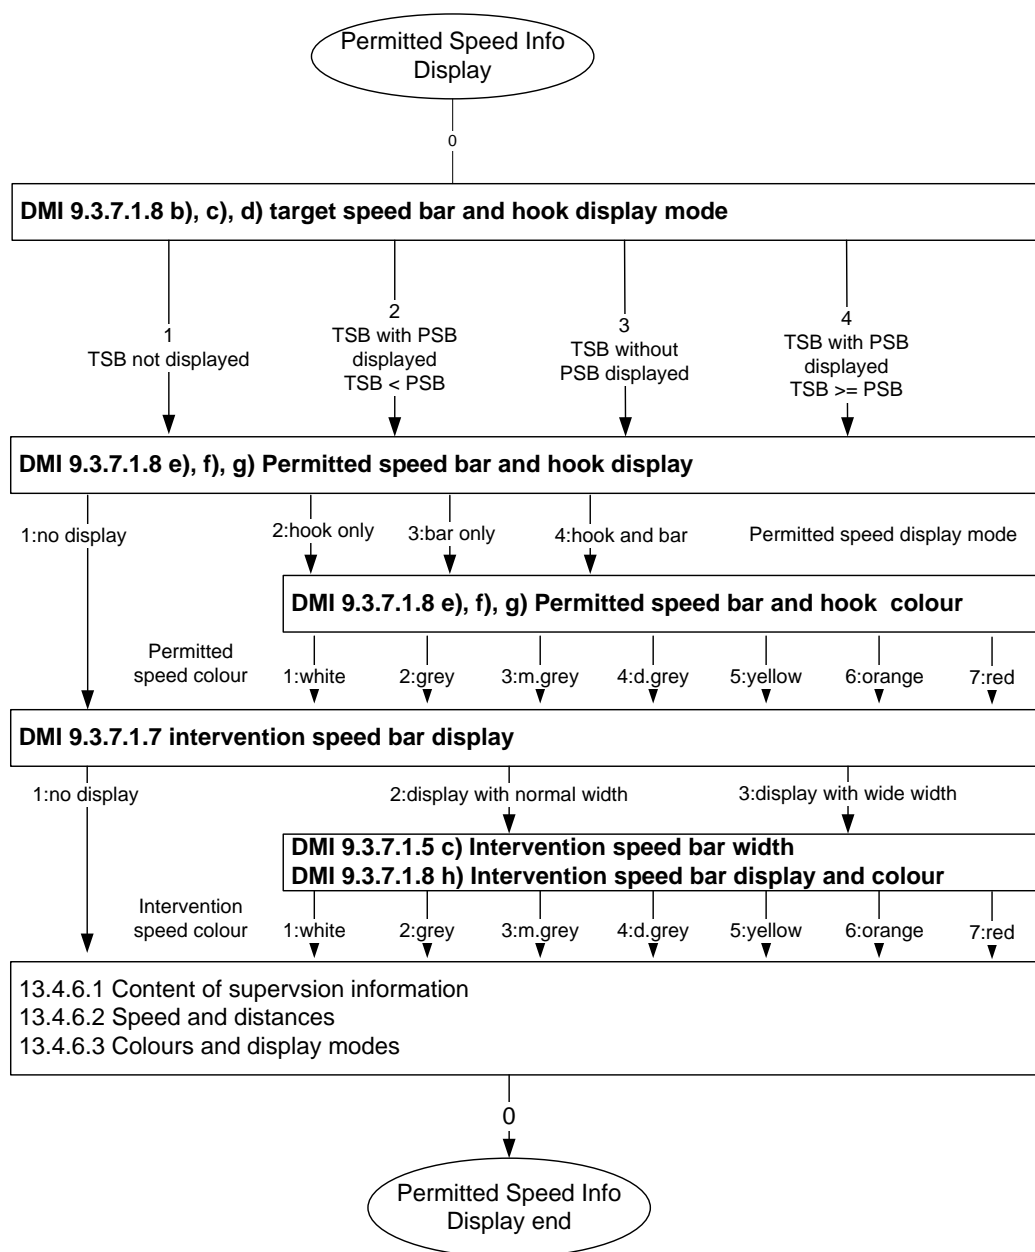 Permitted Speed Info
Display
0
DMI 9.3.7.1.8 b), c), d) target speed bar and hook display mode
1
TSB not displayed
2
TSB with PSB
displayed
TSB < PSB
3
TSB without
PSB displayed
4
TSB with PSB
displayed
TSB >= PSB
DMI 9.3.7.1.8 e), f), g) Permitted speed bar and hook display
1:no display
2:hook only
3:bar only
4:hook and bar
Permitted speed display mode
DMI 9.3.7.1.8 e), f), g) Permitted speed bar and hook  colour
Permitted
speed colour
1:white
2:grey
3:m.grey
4:d.grey
5:yellow
6:orange
7:red
DMI 9.3.7.1.7 intervention speed bar display
1:no display
2:display with normal width
3:display with wide width
DMI 9.3.7.1.5 c) Intervention speed bar width
DMI 9.3.7.1.8 h) Intervention speed bar display and colour
Intervention
speed colour
1:white
2:grey
3:m.grey
4:d.grey
5:yellow
6:orange
7:red
13.4.6.1 Content of supervsion information
13.4.6.2 Speed and distances
13.4.6.3 Colours and display modes
0
Permitted Speed Info
Display end